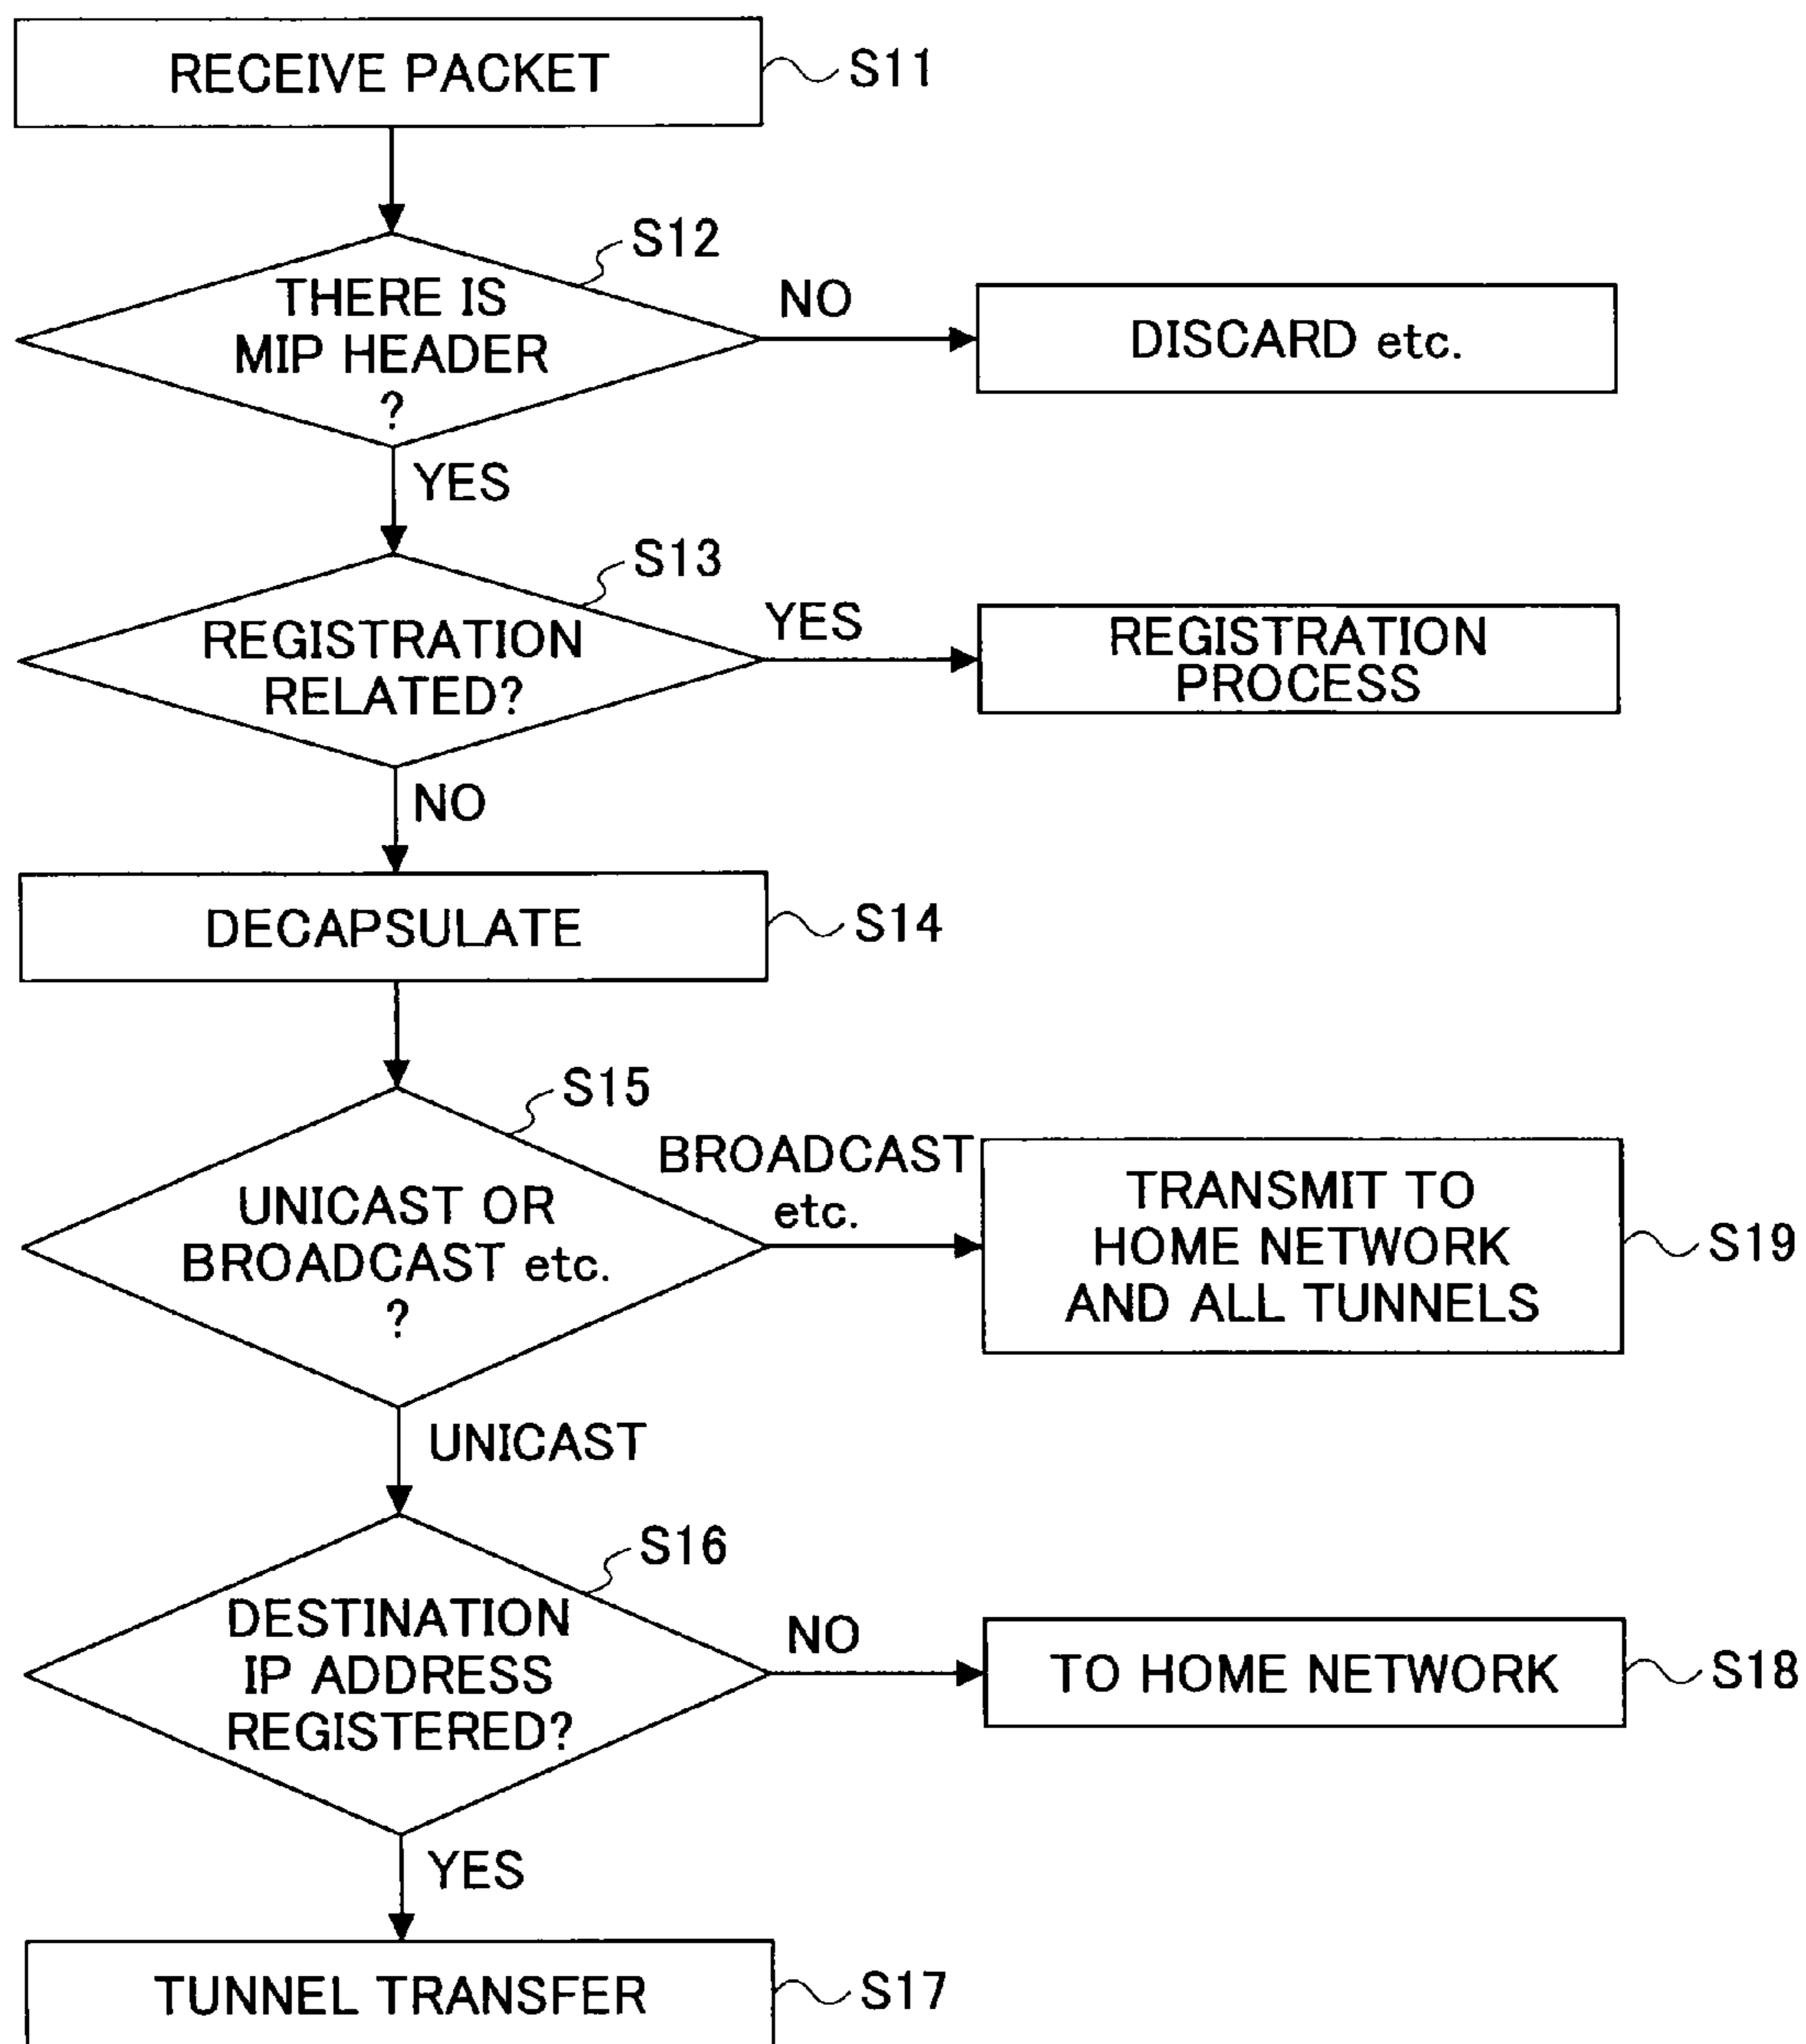 RECEIVE PACKET
S11
S12
THERE IS
MIP HEADER
?
NO
DISCARD etc.
YES
S13
REGISTRATION
RELATED?
YES
REGISTRATION
PROCESS
NO
DECAPSULATE
S14
S15
UNICAST OR
BROADCAST etc.
?
BROADCAST
etc.
TRANSMIT TO
HOME NETWORK
AND ALL TUNNELS
S19
UNICAST
S16
DESTINATION
IP ADDRESS
REGISTERED?
NO
TO HOME NETWORK
S18
YES
TUNNEL TRANSFER
S17